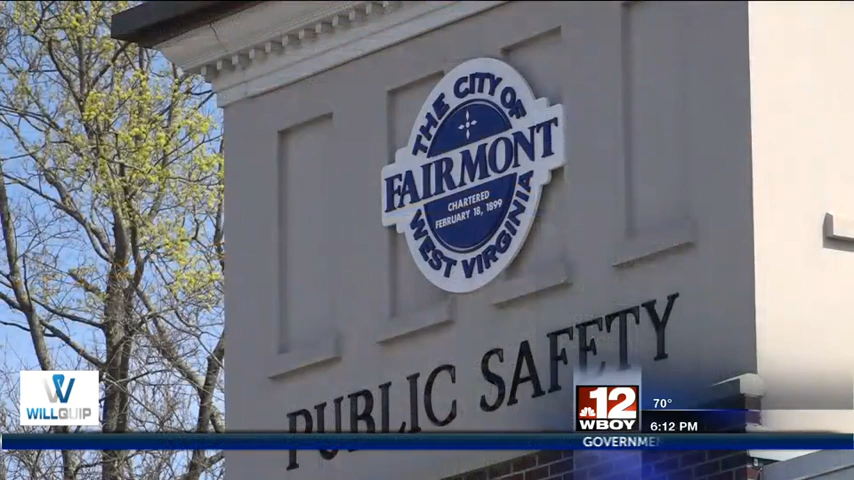 THE CITY OF
FAIRMONT
CHARTERED
FEBRUARY 18, 1899
WEST VIRGINIA
PUBLIC SAFETY
WILLQUIP
12
WBOY
70°
6:12 PM
GOVERNME